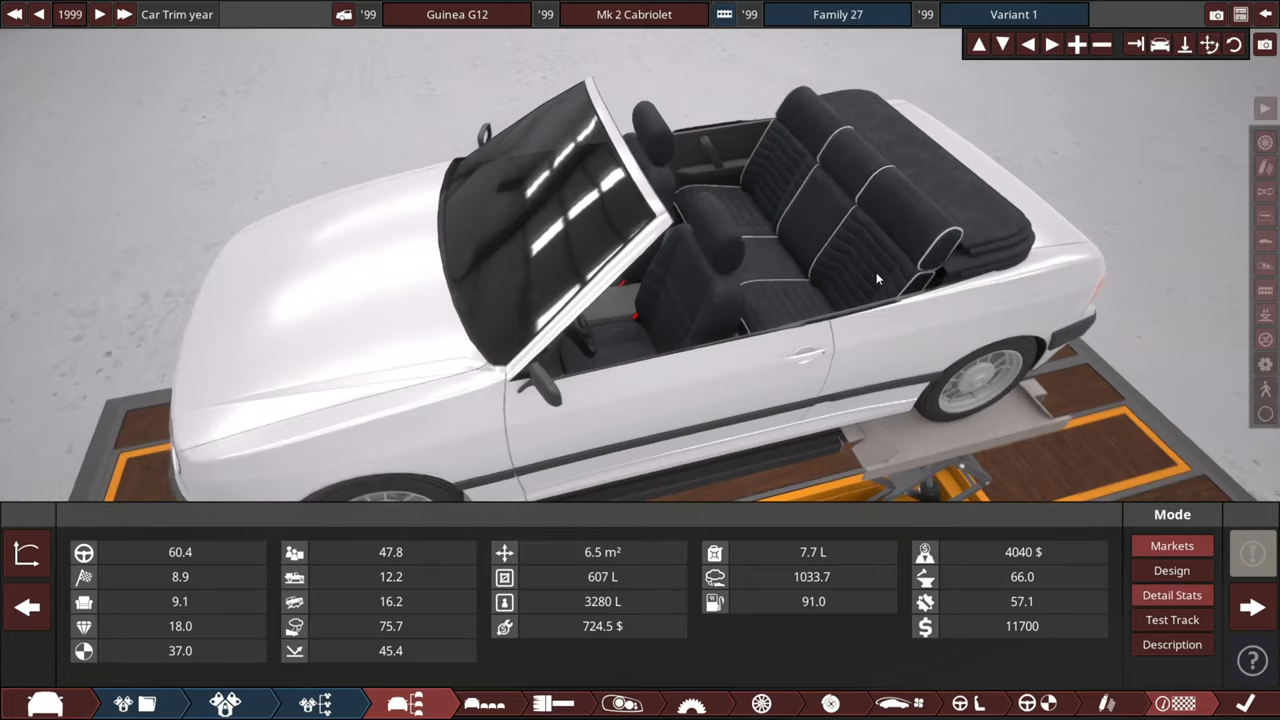 1999 Car Trim year '99 Guinea G12 '99 Mk 2 Cabriolet '99 Family 27 '99 Variant 1
Mode
60.4 47.8 6.5 m² 7.7 L 4040 $ Markets
8.9 12.2 607 L 1033.7 66.0 Design
9.1 16.2 3280 L 91.0 57.1 Detail Stats
18.0 75.7 724.5 $ 11700 Test Track
37.0 45.4 Description